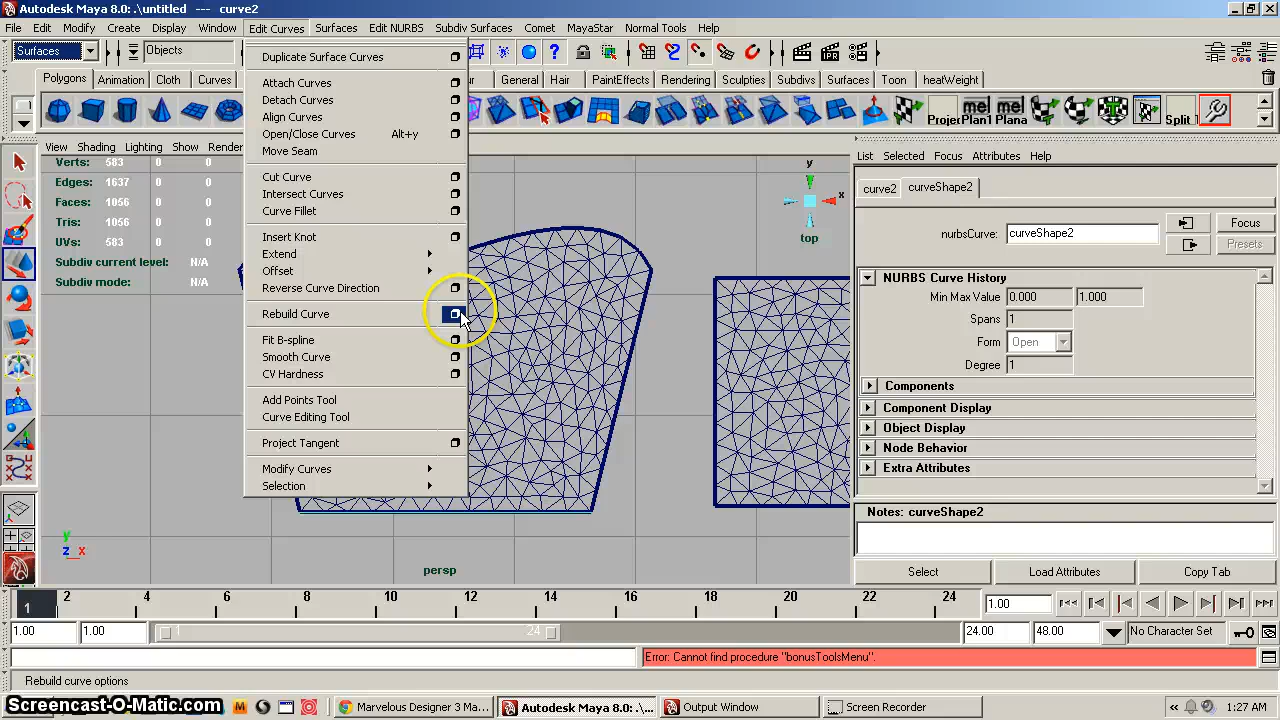 Autodesk Maya 8.0: .\untitled --- curve2
File Edit Modify Create Display Window Edit Curves Surfaces Edit NURBS Subdiv Surfaces Comet MayaStar Normal Tools Help
Surfaces Objects
Polygons Animation Cloth Curves General Hair PaintEffects Rendering Sculpties Subdivs Surfaces Toon heatWeight
IPR
mel mel
Projer Plan1 Plana Split
View Shading Lighting Show Render
Verts: 583 0 0
Edges: 1637 0 0
Faces: 1056 0 0
Tris: 1056 0 0
UVs: 583 0 0
Subdiv current level: N/A
Subdiv mode: N/A
Duplicate Surface Curves
Attach Curves
Detach Curves
Align Curves
Open/Close Curves Alt+y
Move Seam
Cut Curve
Intersect Curves
Curve Fillet
Insert Knot
Extend
Offset
Reverse Curve Direction
Rebuild Curve
Fit B-spline
Smooth Curve
CV Hardness
Add Points Tool
Curve Editing Tool
Project Tangent
Modify Curves
Selection
y
x
top
y
z x
persp
List Selected Focus Attributes Help
curve2 curveShape2
nurbsCurve: curveShape2
Focus
Presets
NURBS Curve History
Min Max Value 0.000 1.000
Spans 1
Form Open
Degree 1
Components
Component Display
Object Display
Node Behavior
Extra Attributes
Notes: curveShape2
Select Load Attributes Copy Tab
1 2 4 6 8 10 12 14 16 18 20 22 24 1.00
1.00 1.00 1 24 24.00 48.00 No Character Set
Error: Cannot find procedure "bonusToolsMenu".
Rebuild curve options
Screencast-O-Matic.com
Marvelous Designer 3 Ma... Autodesk Maya 8.0: .\... Output Window Screen Recorder 1:27 AM